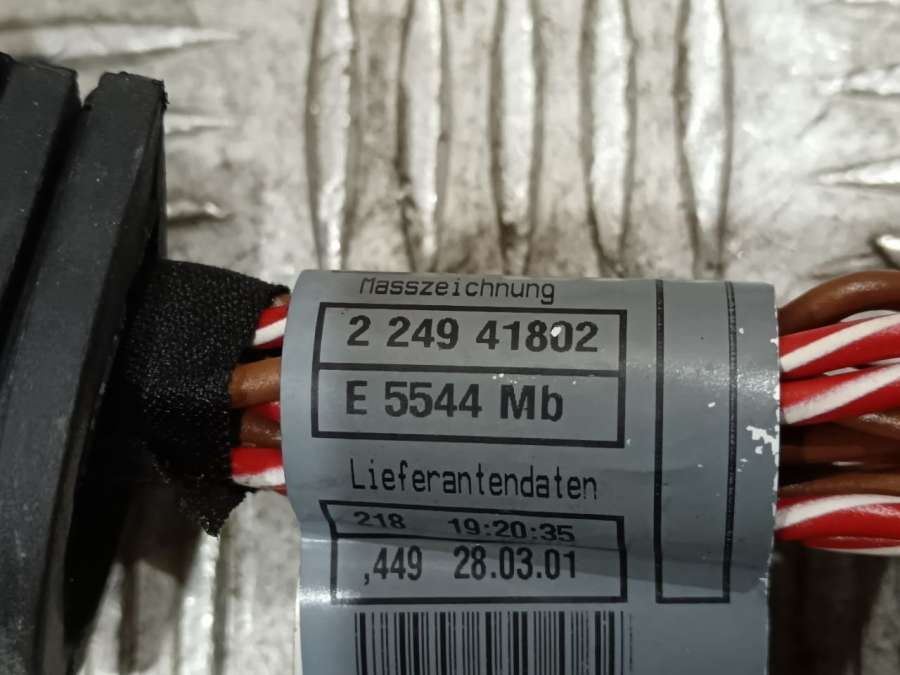 Masszeichnung
2 249 41802
E 5544 Mb
Lieferantendaten
218 19:20:35
,449 28.03.01